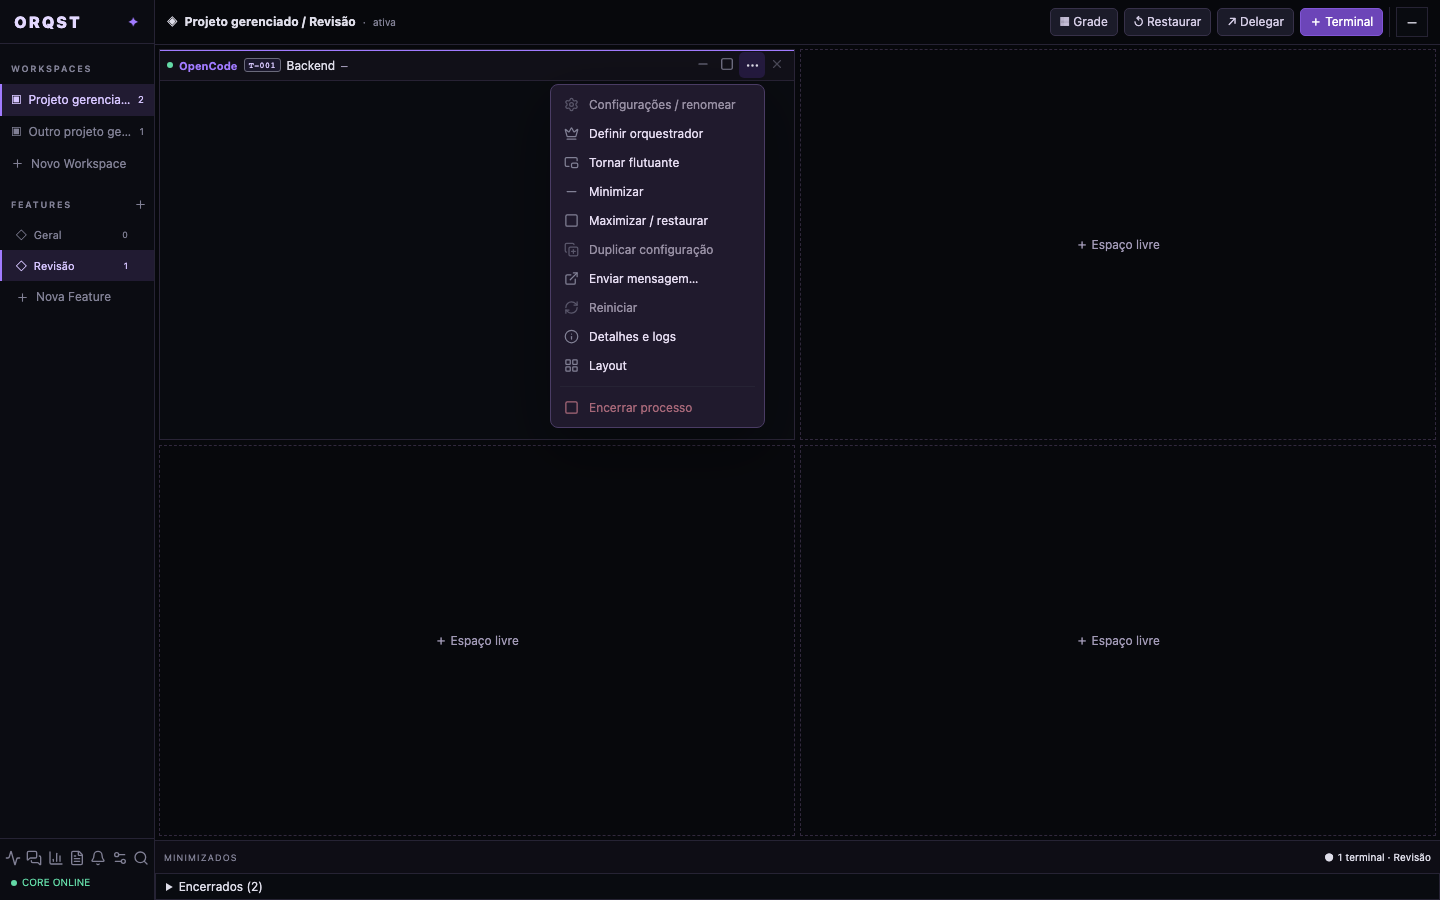 ORQST
Projeto gerenciado / Revisão · ativa
Grade
Restaurar
Delegar
+ Terminal
WORKSPACES
Projeto gerencia... 2
Outro projeto ge... 1
+ Novo Workspace
FEATURES +
Geral 0
Revisão 1
+ Nova Feature
OpenCode T-001 Backend –
Configurações / renomear
Definir orquestrador
Tornar flutuante
Minimizar
Maximizar / restaurar
Duplicar configuração
Enviar mensagem...
Reiniciar
Detalhes e logs
Layout
Encerrar processo
+ Espaço livre
+ Espaço livre
+ Espaço livre
CORE ONLINE
MINIMIZADOS
1 terminal · Revisão
Encerrados (2)